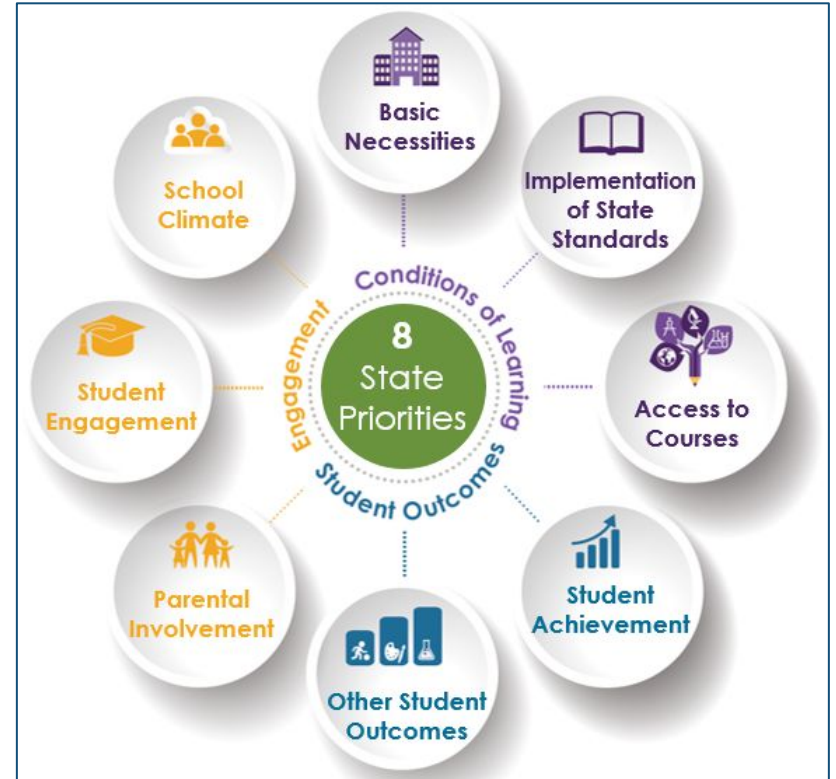 Basic
Necessities
Implementation
of State
Standards
Access to
Courses
Student
Achievement
Other Student
Outcomes
Parental
Involvement
Student
Engagement
School
Climate
Conditions of Learning
Student Outcomes
Engagement
8
State
Priorities